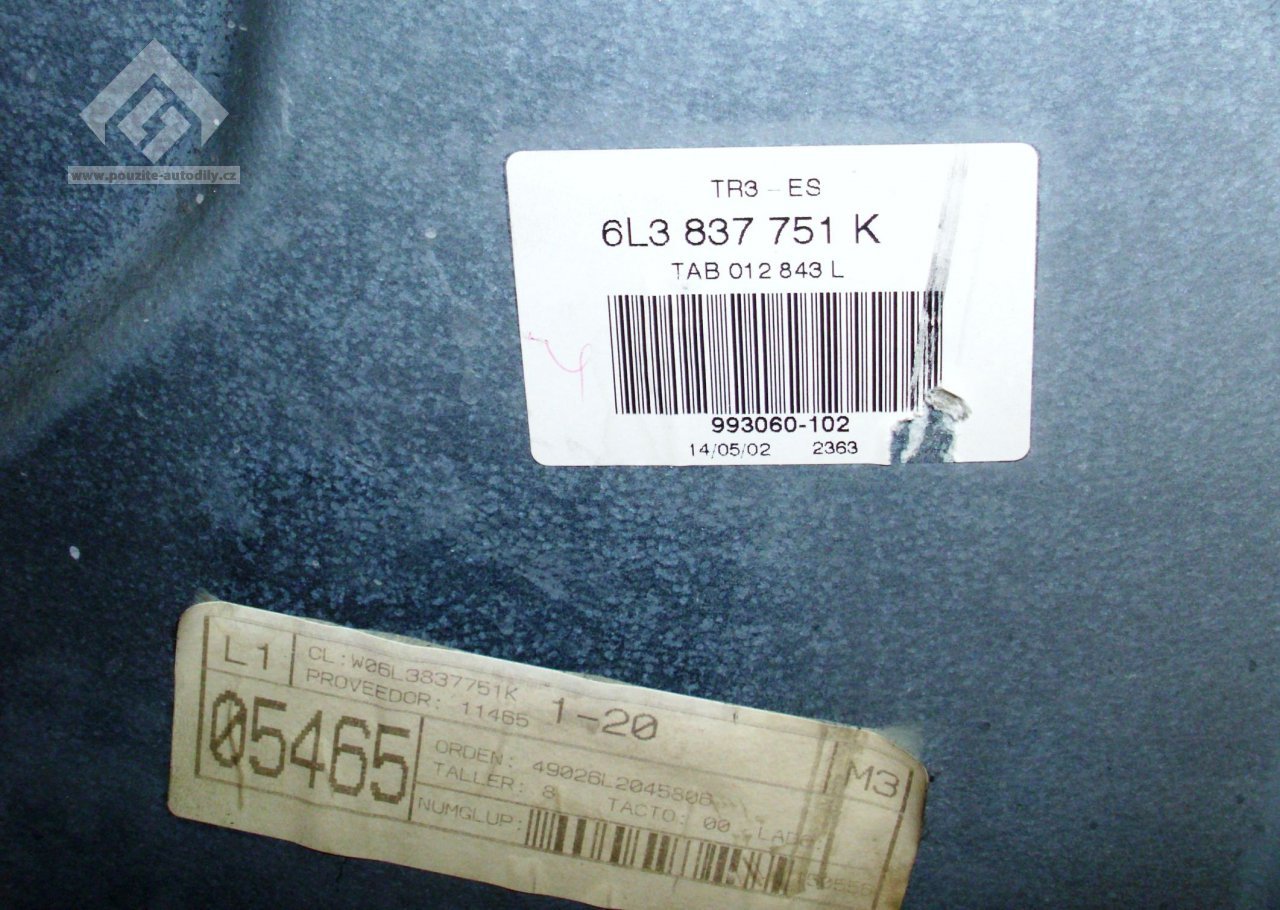 www.pouzite-autodily.cz
TR3 - ES
6L3 837 751 K
TAB 012 843 L
993060-102
14/05/02 2363
L1
CL:W06L3837751K
PROVEEDOR: 11465 1-20
05465
ORDEN: 49026L2045806
TALLER: 8 TACTO: 00
M3
NUMGLUP: